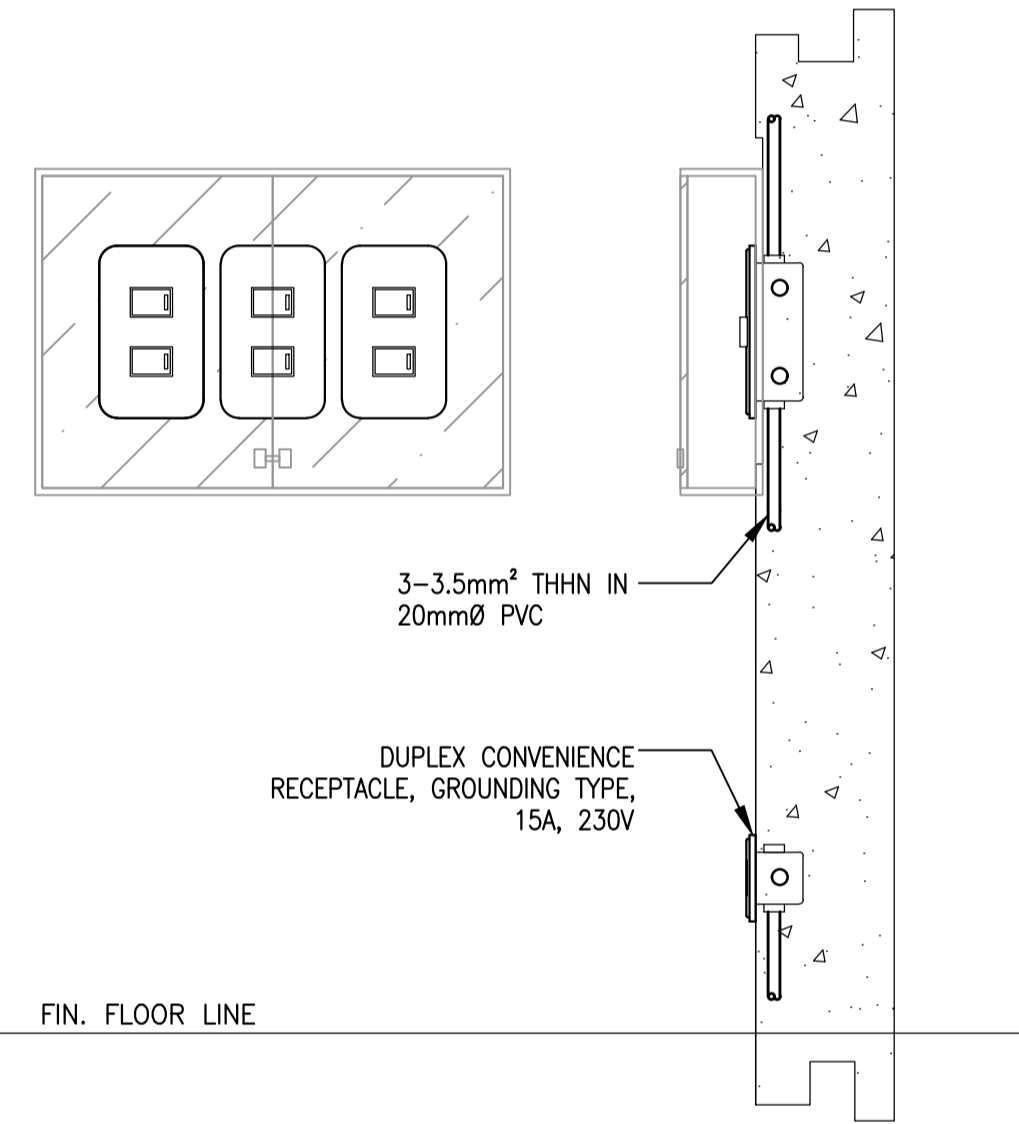 3-3.5mm² THHN IN
20mmØ PVC
DUPLEX CONVENIENCE
RECEPTACLE, GROUNDING TYPE,
15A, 230V
FIN. FLOOR LINE